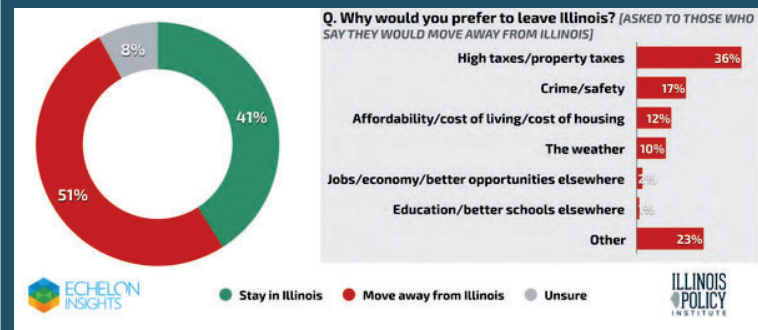 8%
41%
51%
Q. Why would you prefer to leave Illinois? [ASKED TO THOSE WHO
SAY THEY WOULD MOVE AWAY FROM ILLINOIS]
High taxes/property taxes 36%
Crime/safety 17%
Affordability/cost of living/cost of housing 12%
The weather 10%
Jobs/economy/better opportunities elsewhere 2%
Education/better schools elsewhere
Other 23%
ECHELON
INSIGHTS
Stay in Illinois Move away from Illinois Unsure
ILLINOIS
POLICY
INSTITUTE